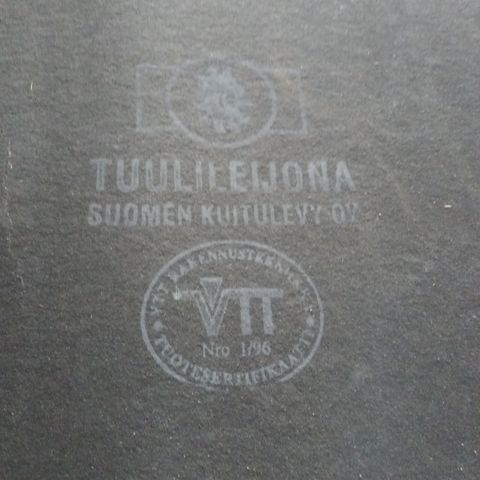 TUULILEIJONA
SUOMEN KUITULEVY OY
VTT RAKENNUSTEKNIIKKA
VTT
Nro 1/96
TUOTESERTIFIKAATTI